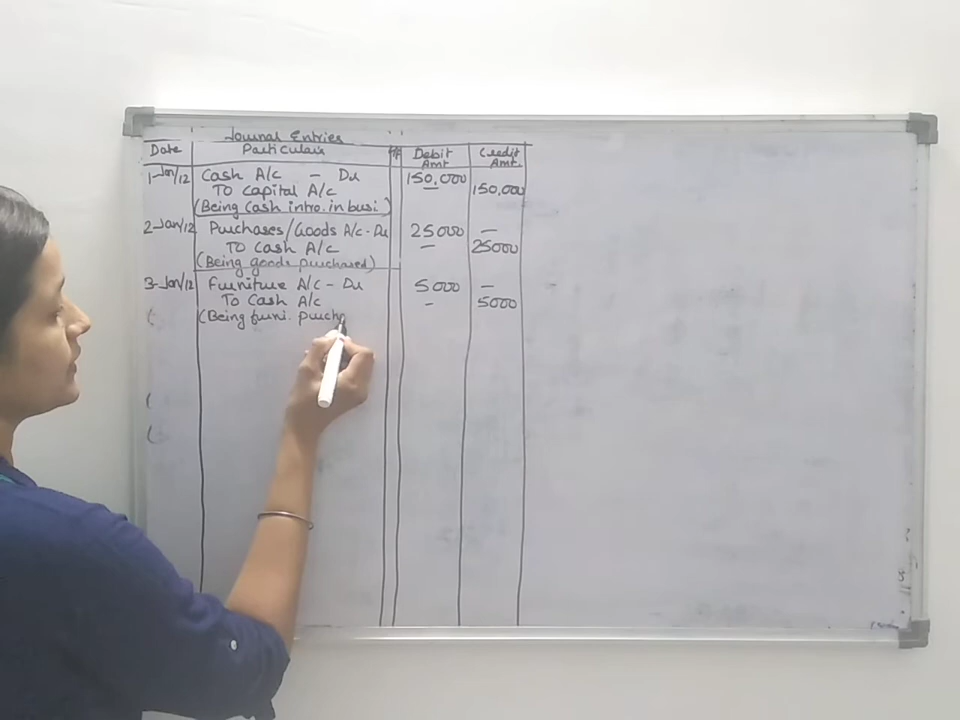 Journal Entries
Date Particulars Debit Amt Credit Amt.
1-Jan/12 Cash A/c - Dr 150,000
To Capital A/c - 150,000
(Being Cash intro. in busi)
2-Jan/12 Purchases/Goods A/c - Dr 25000 -
To Cash A/c - 25000
(Being goods purchased)
3-Jan/12 Furniture A/c - Dr 5000 -
To Cash A/c - 5000
(Being furni. purch